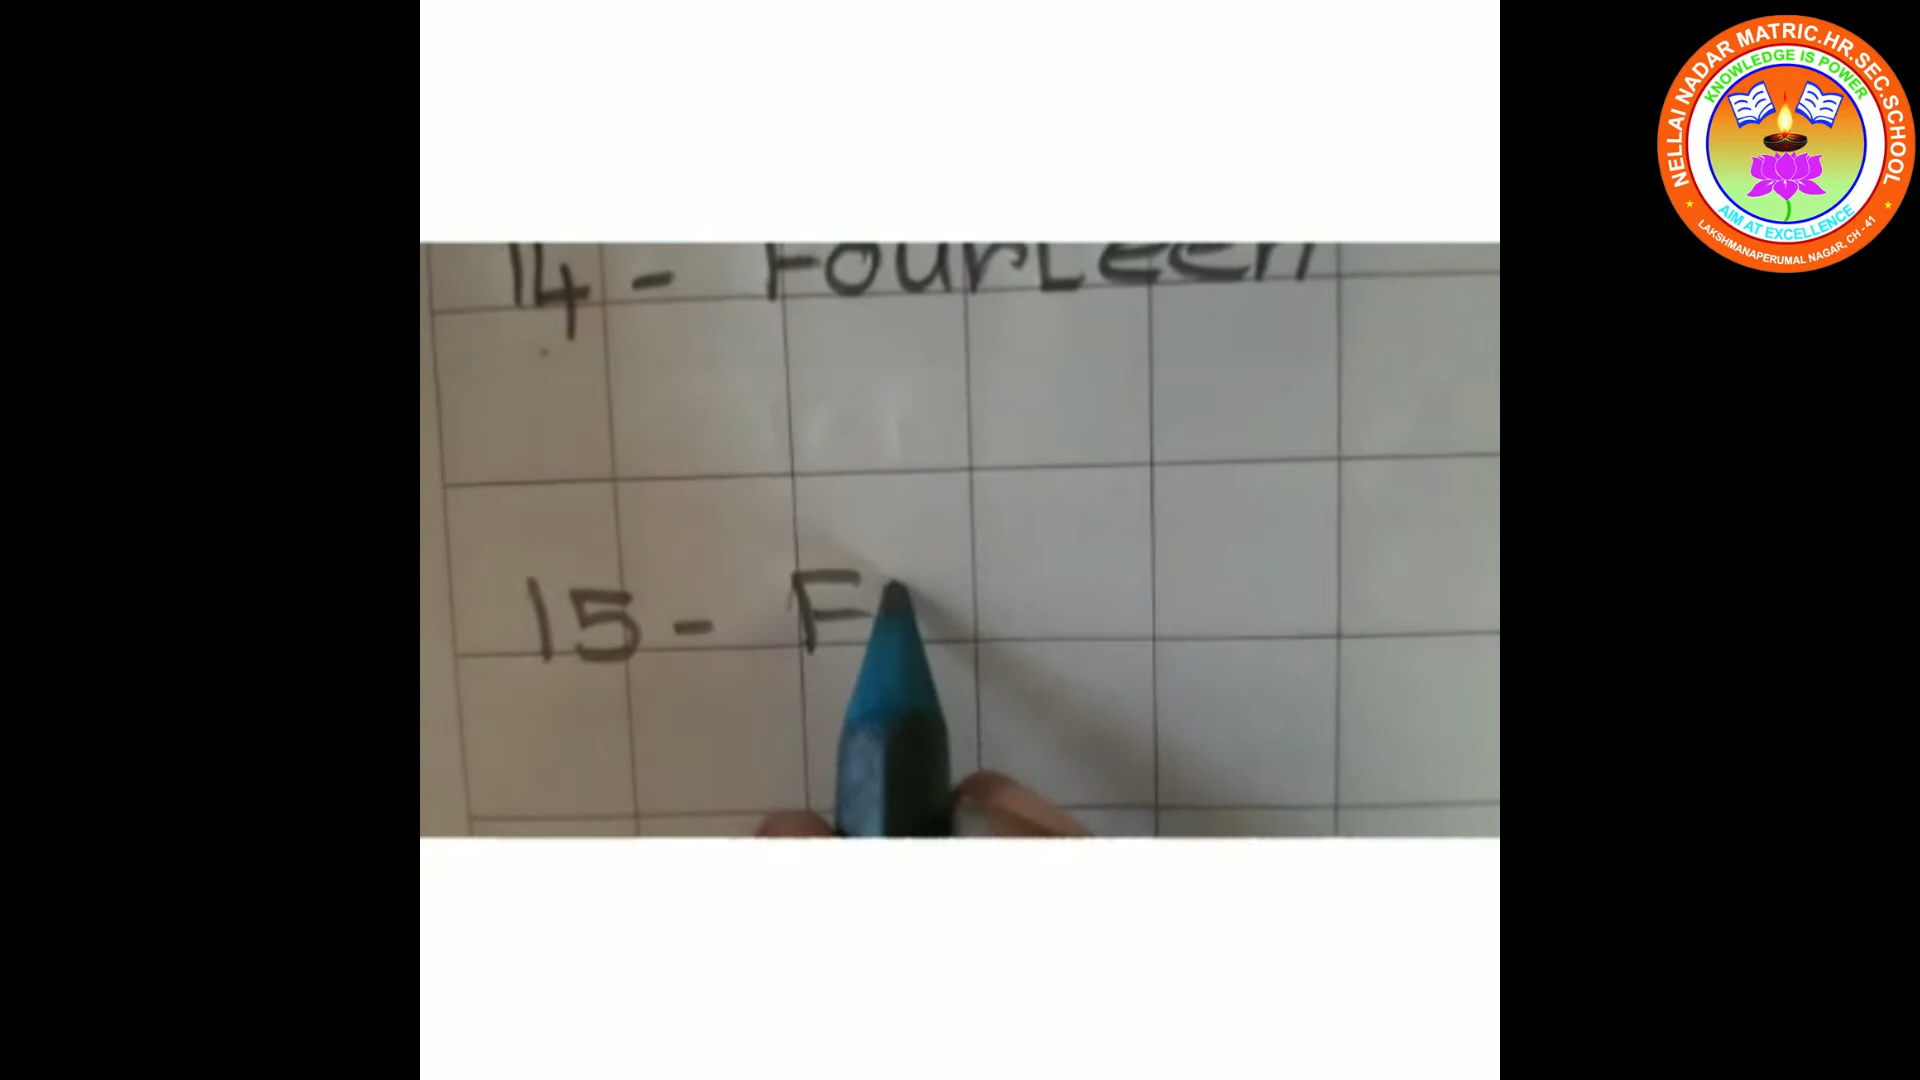 14 - Fourteen
15 - F
NELLAI NADAR MATRIC.HR.SEC.SCHOOL
KNOWLEDGE IS POWER
AIM AT EXCELLENCE
LAKSHMANAPERUMAL NAGAR, CH - 41